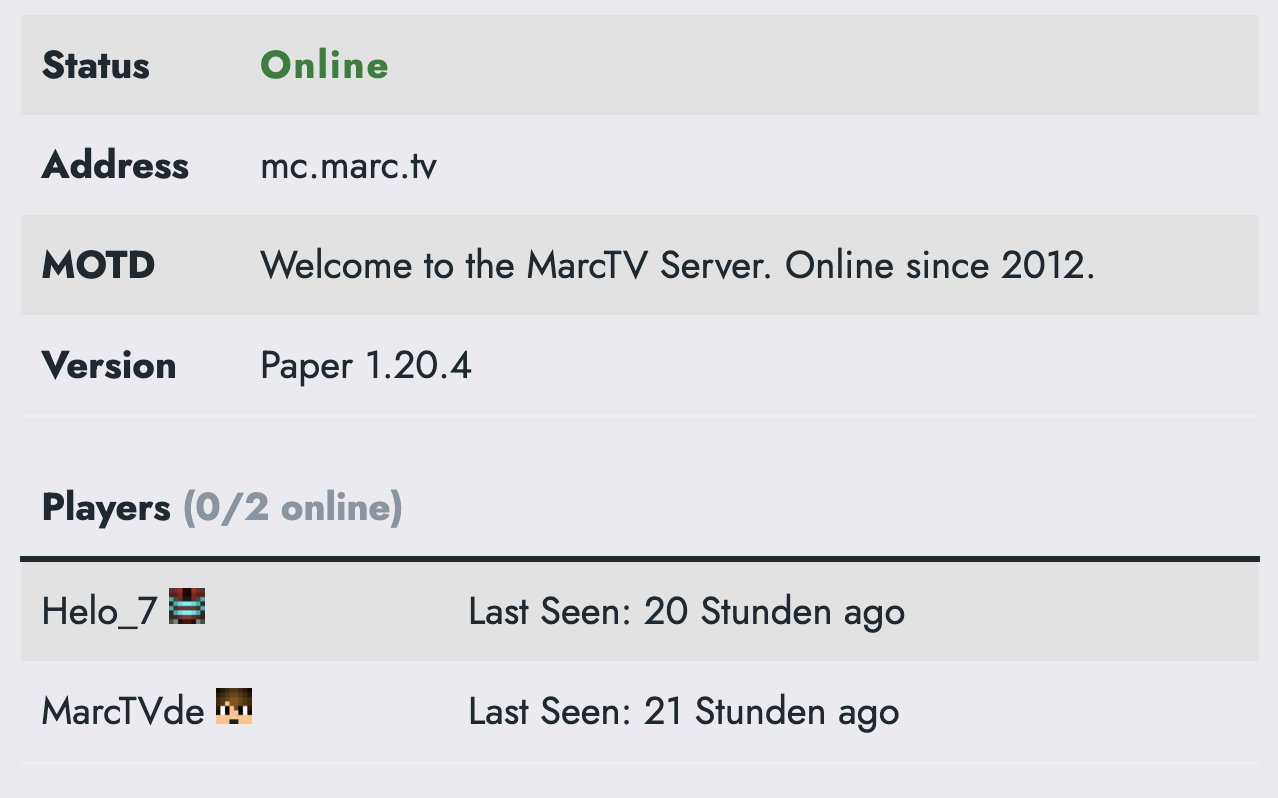 Status Online
Address mc.marc.tv
MOTD Welcome to the MarcTV Server. Online since 2012.
Version Paper 1.20.4
Players (0/2 online)
Helo_7 Last Seen: 20 Stunden ago
MarcTVde Last Seen: 21 Stunden ago